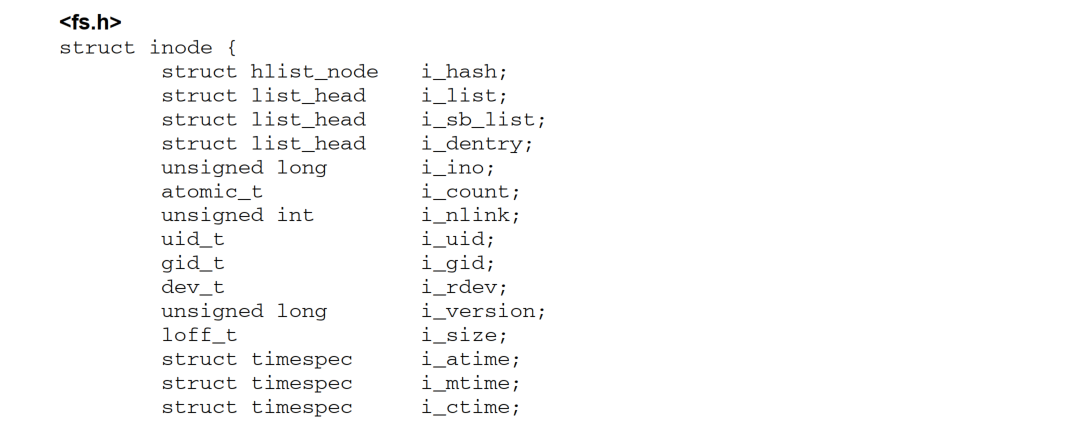 <fs.h>
struct inode {
        struct hlist_node   i_hash;
        struct list_head    i_list;
        struct list_head    i_sb_list;
        struct list_head    i_dentry;
        unsigned long       i_ino;
        atomic_t            i_count;
        unsigned int        i_nlink;
        uid_t               i_uid;
        gid_t               i_gid;
        dev_t               i_rdev;
        unsigned long       i_version;
        loff_t              i_size;
        struct timespec     i_atime;
        struct timespec     i_mtime;
        struct timespec     i_ctime;